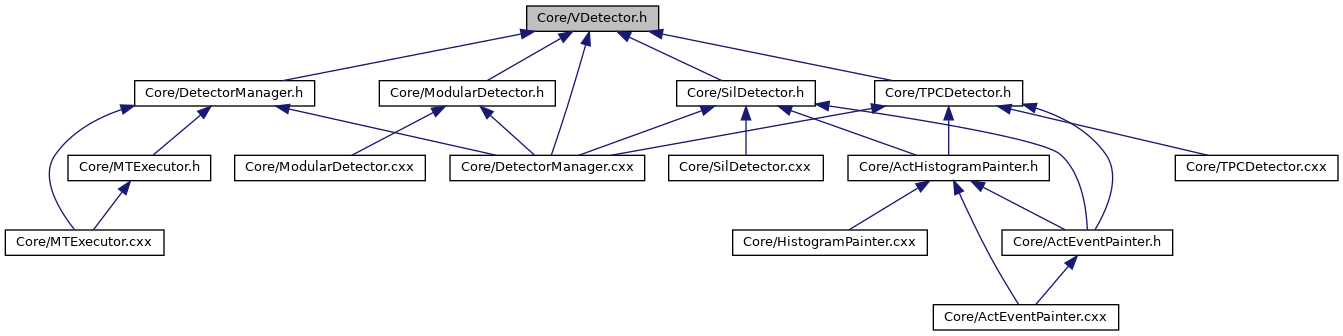 Core/VDetector.h
Core/DetectorManager.h
Core/ModularDetector.h
Core/SilDetector.h
Core/TPCDetector.h
Core/MTExecutor.h
Core/ModularDetector.cxx
Core/DetectorManager.cxx
Core/SilDetector.cxx
Core/ActHistogramPainter.h
Core/TPCDetector.cxx
Core/MTExecutor.cxx
Core/HistogramPainter.cxx
Core/ActEventPainter.h
Core/ActEventPainter.cxx